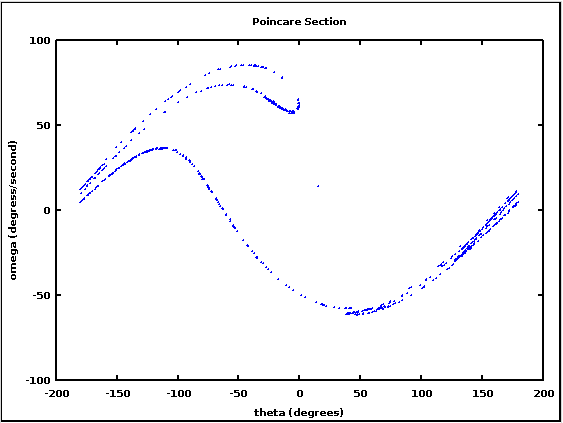 Poincare Section
100
50
0
-50
-100
omega (degress/second)
-200 -150 -100 -50 0 50 100 150 200
theta (degrees)